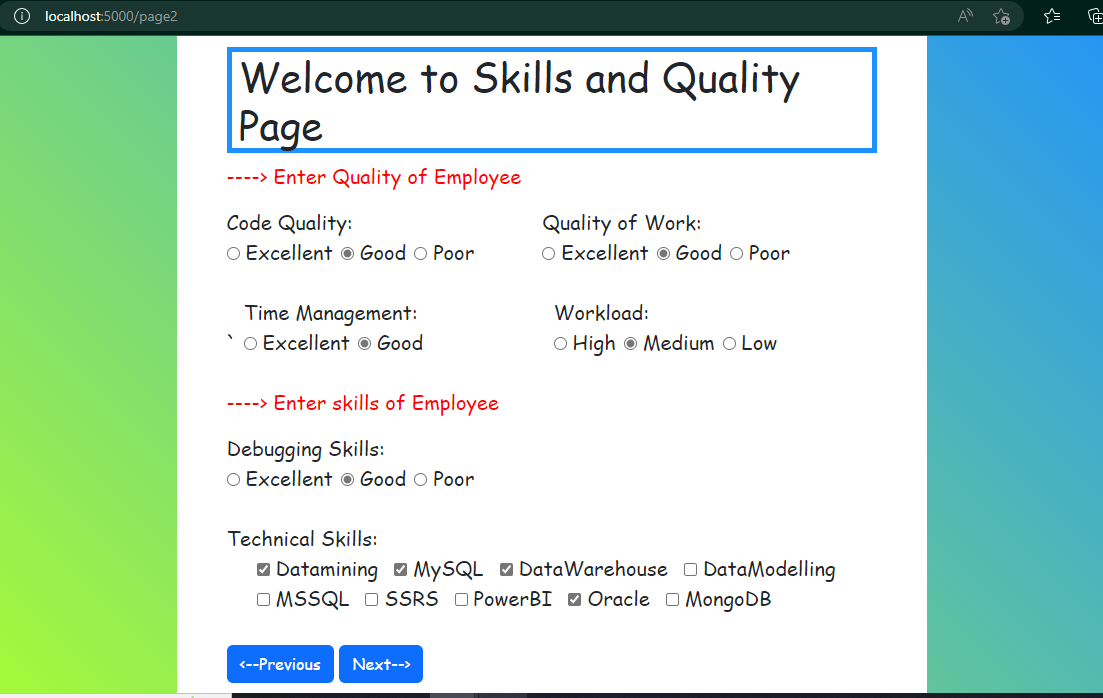 localhost:5000/page2
Welcome to Skills and Quality
Page
----> Enter Quality of Employee
Code Quality: Quality of Work:
Excellent Good Poor Excellent Good Poor
Time Management: Workload:
` Excellent Good High Medium Low
----> Enter skills of Employee
Debugging Skills:
Excellent Good Poor
Technical Skills:
Datamining MySQL DataWarehouse DataModelling
MSSQL SSRS PowerBI Oracle MongoDB
<--Previous Next-->